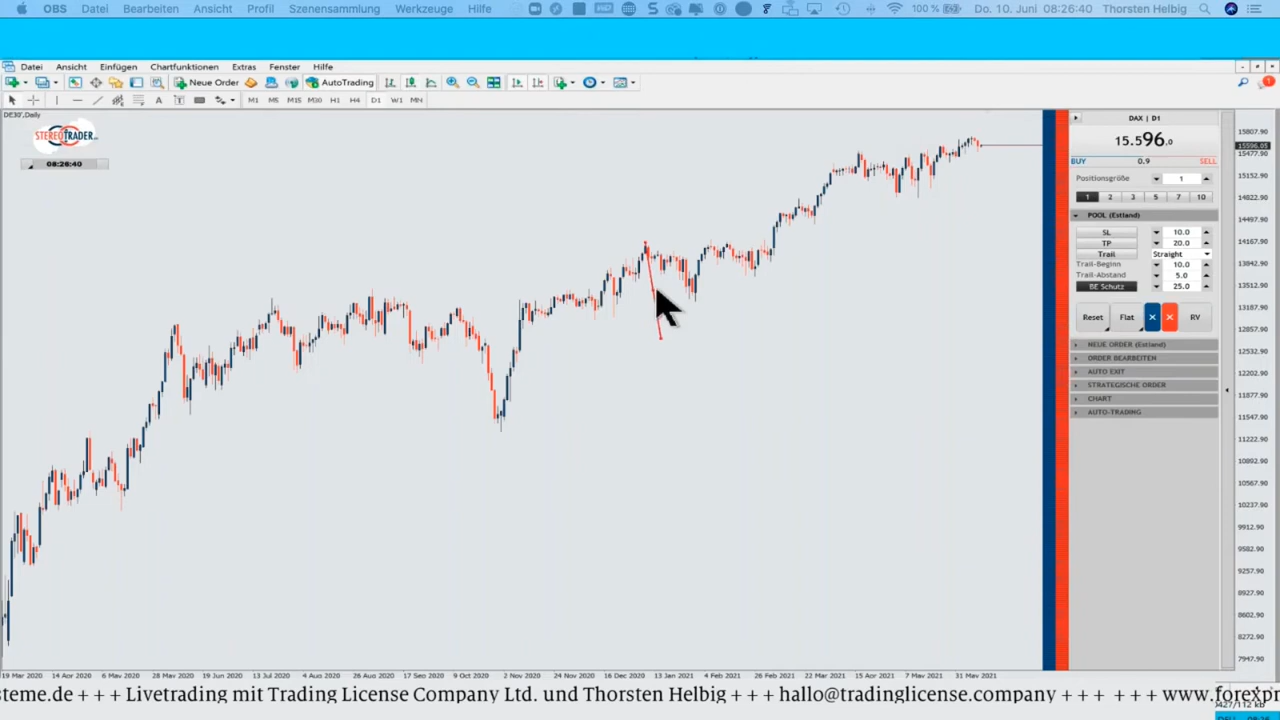 OBS Datei Bearbeiten Ansicht Profil Szenensammlung Werkzeuge Hilfe 100 % Do. 10. Juni 08:26:40 Thorsten Helbig
Datei Ansicht Einfügen Chartfunktionen Extras Fenster Hilfe
New Order AutoTrading
M1 M5 M15 M30 H1 H4 D1 W1 MN
DE30',Daily
STEREOTRADER
08:26:40
DAX | D1
15.596.0
BUY 0.9 SELL
Positionsgröße 1
1 2 3 5 7 10
POOL (Estland)
SL 10.0
TP 20.0
Trail Straight
Trail-Beginn 10.0
Trail-Abstand 5.0
BE Schutz 25.0
Reset Flat × × RV
NEUE ORDER (Estland)
ORDER BEARBEITEN
AUTO EXIT
STRATEGISCHE ORDER
CHART
AUTO-TRADING
15807.90
15596.05
15477.90
15152.90
14822.90
14497.90
14167.90
13842.90
13512.90
13187.90
12857.90
12532.90
12202.90
11877.90
11547.90
11222.90
10892.90
10567.90
10237.90
9912.90
9582.90
9257.90
8927.90
8602.90
8272.90
7947.90
19 Mar 2020 14 Apr 2020 6 May 2020 28 May 2020 19 Jun 2020 13 Jul 2020 4 Aug 2020 26 Aug 2020 17 Sep 2020 9 Oct 2020 2 Nov 2020 24 Nov 2020 16 Dec 2020 13 Jan 2021 4 Feb 2021 26 Feb 2021 22 Mar 2021 15 Apr 2021 7 May 2021 31 May 2021
steme.de + + + Livetrading mit Trading License Company Ltd. und Thorsten Helbig + + + hallo@tradinglicense.company + + + + + + www.forexpr